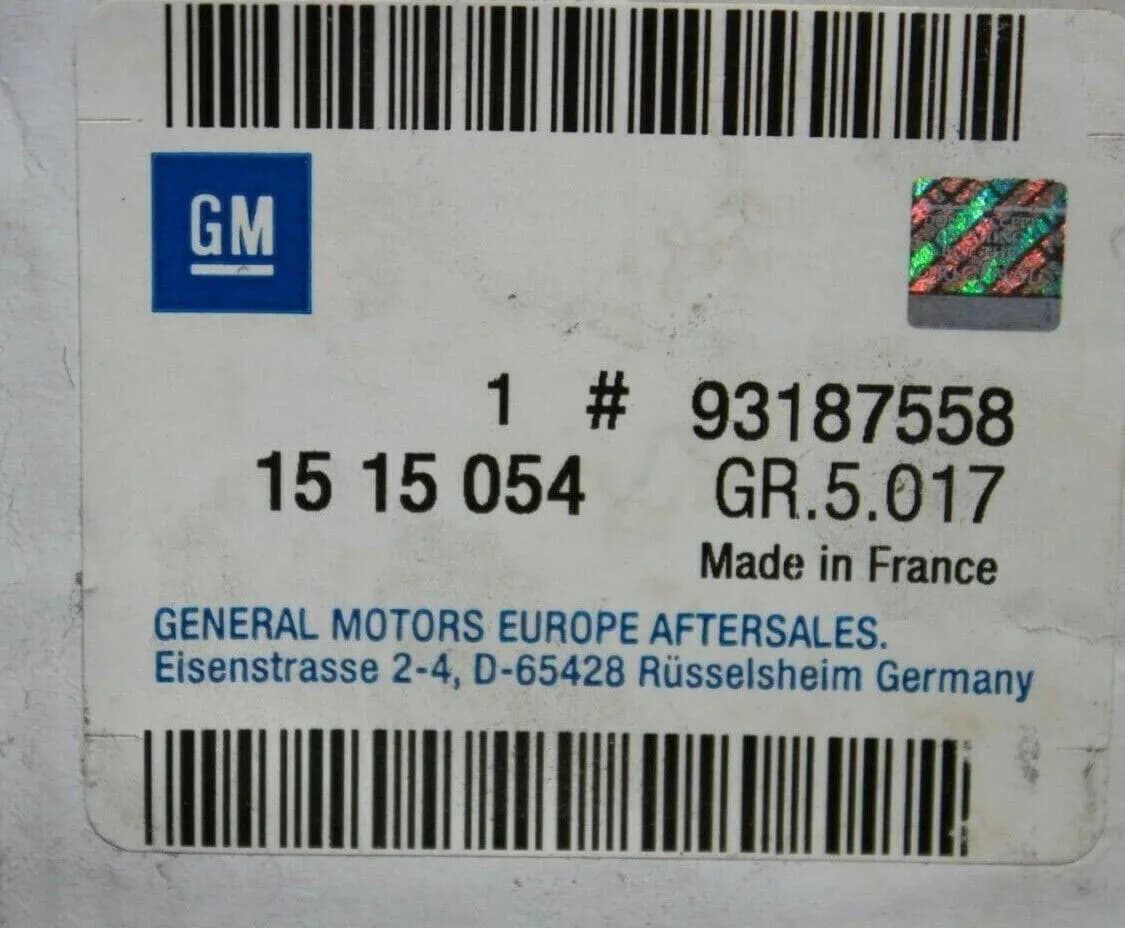 GM
1 # 93187558
15 15 054 GR.5.017
Made in France
GENERAL MOTORS EUROPE AFTERSALES.
Eisenstrasse 2-4, D-65428 Rüsselsheim Germany